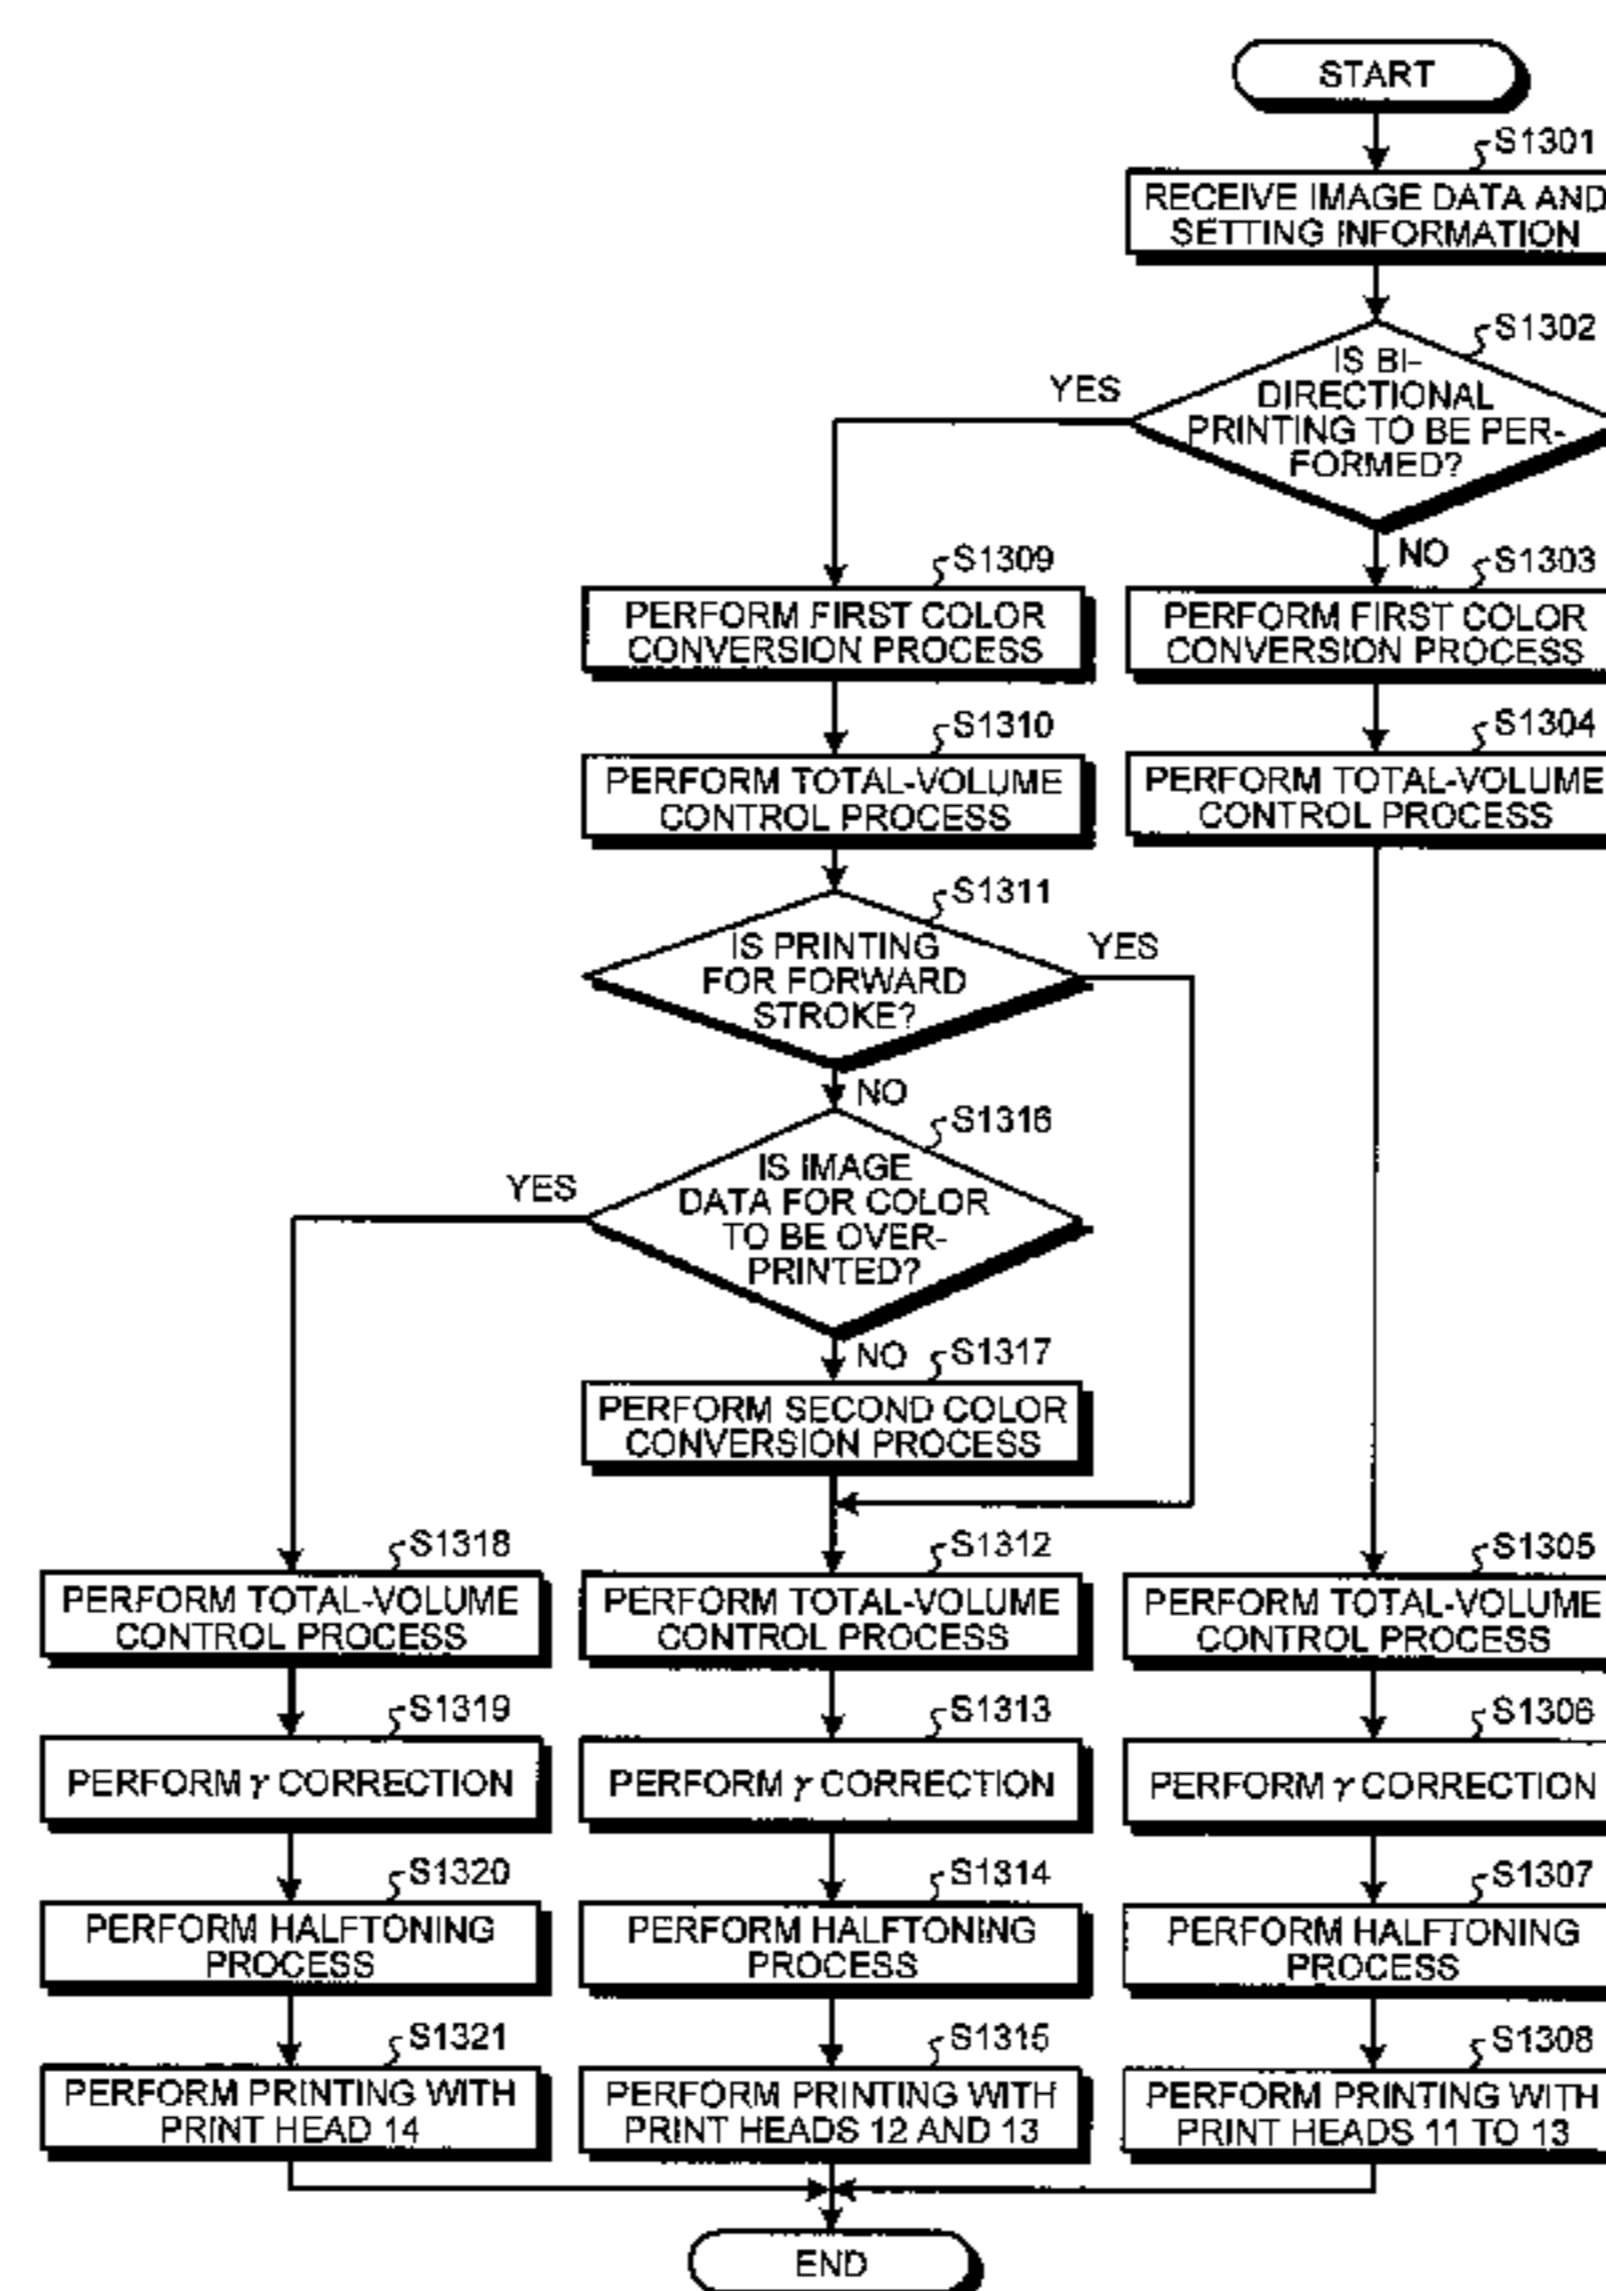 START
S1301
RECEIVE IMAGE DATA AND
SETTING INFORMATION
S1302
IS BI-
DIRECTIONAL
PRINTING TO BE PER-
FORMED?
YES
NO
S1309
PERFORM FIRST COLOR
CONVERSION PROCESS
S1303
PERFORM FIRST COLOR
CONVERSION PROCESS
S1310
PERFORM TOTAL-VOLUME
CONTROL PROCESS
S1304
PERFORM TOTAL-VOLUME
CONTROL PROCESS
S1311
IS PRINTING
FOR FORWARD
STROKE?
YES
NO
S1316
IS IMAGE
DATA FOR COLOR
TO BE OVER-
PRINTED?
YES
NO
S1317
PERFORM SECOND COLOR
CONVERSION PROCESS
S1318
PERFORM TOTAL-VOLUME
CONTROL PROCESS
S1312
PERFORM TOTAL-VOLUME
CONTROL PROCESS
S1305
PERFORM TOTAL-VOLUME
CONTROL PROCESS
S1319
PERFORM γ CORRECTION
S1313
PERFORM γ CORRECTION
S1306
PERFORM γ CORRECTION
S1320
PERFORM HALFTONING
PROCESS
S1314
PERFORM HALFTONING
PROCESS
S1307
PERFORM HALFTONING
PROCESS
S1321
PERFORM PRINTING WITH
PRINT HEAD 14
S1315
PERFORM PRINTING WITH
PRINT HEADS 12 AND 13
S1308
PERFORM PRINTING WITH
PRINT HEADS 11 TO 13
END